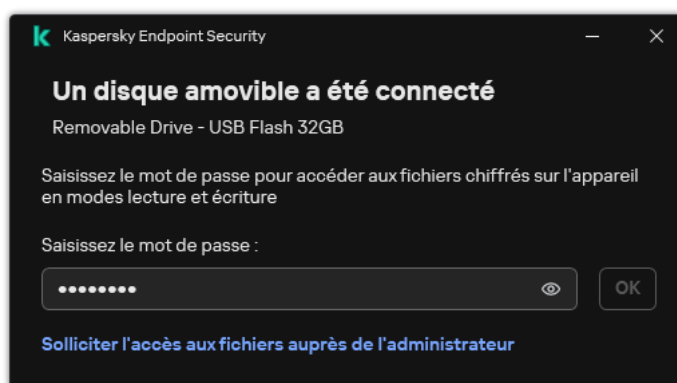 Kaspersky Endpoint Security
Un disque amovible a été connecté
Removable Drive - USB Flash 32GB
Saisissez le mot de passe pour accéder aux fichiers chiffrés sur l'appareil
en modes lecture et écriture
Saisissez le mot de passe :
••••••••
OK
Solliciter l'accès aux fichiers auprès de l'administrateur